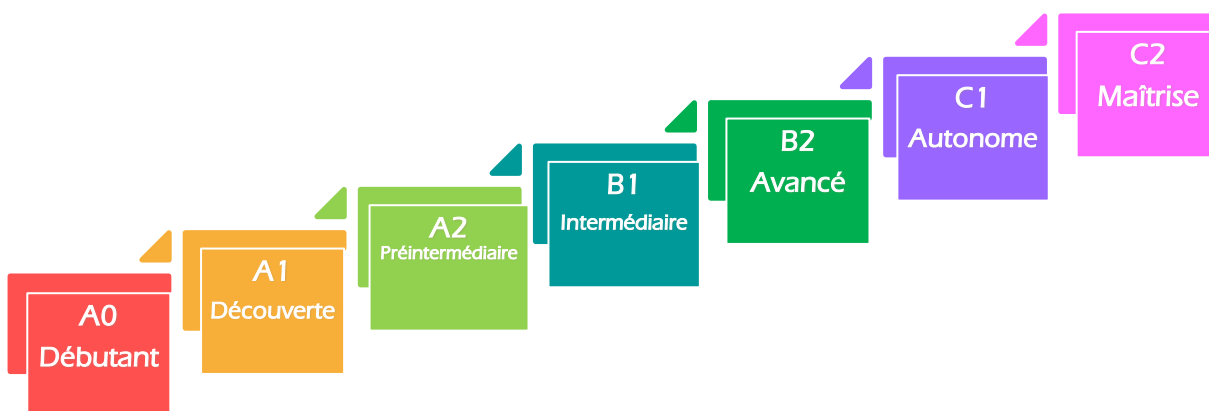 A0
Débutant
A1
Découverte
A2
Préintermédiaire
B1
Intermédiaire
B2
Avancé
C1
Autonome
C2
Maîtrise